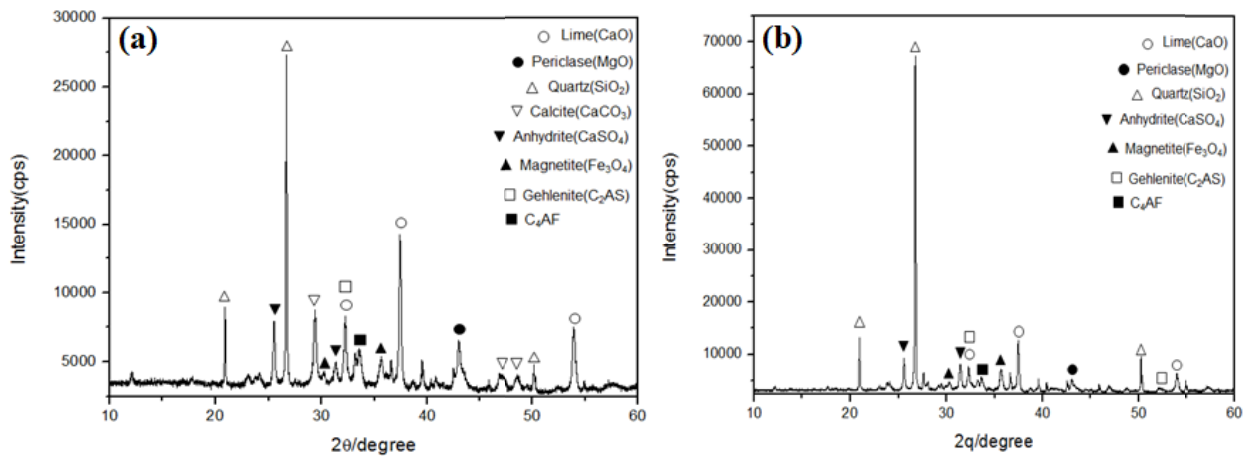 (a)
30000
25000
20000
15000
10000
5000
Intensity(cps)
10 20 30 40 50 60
2θ/degree
Lime(CaO)
Periclase(MgO)
Quartz(SiO₂)
Calcite(CaCO₃)
Anhydrite(CaSO₄)
Magnetite(Fe₃O₄)
Gehlenite(C₂AS)
C₄AF
(b)
70000
60000
50000
40000
30000
20000
10000
Intensity(cps)
10 20 30 40 50 60
2q/degree
Lime(CaO)
Periclase(MgO)
Quartz(SiO₂)
Anhydrite(CaSO₄)
Magnetite(Fe₃O₄)
Gehlenite(C₂AS)
C₄AF